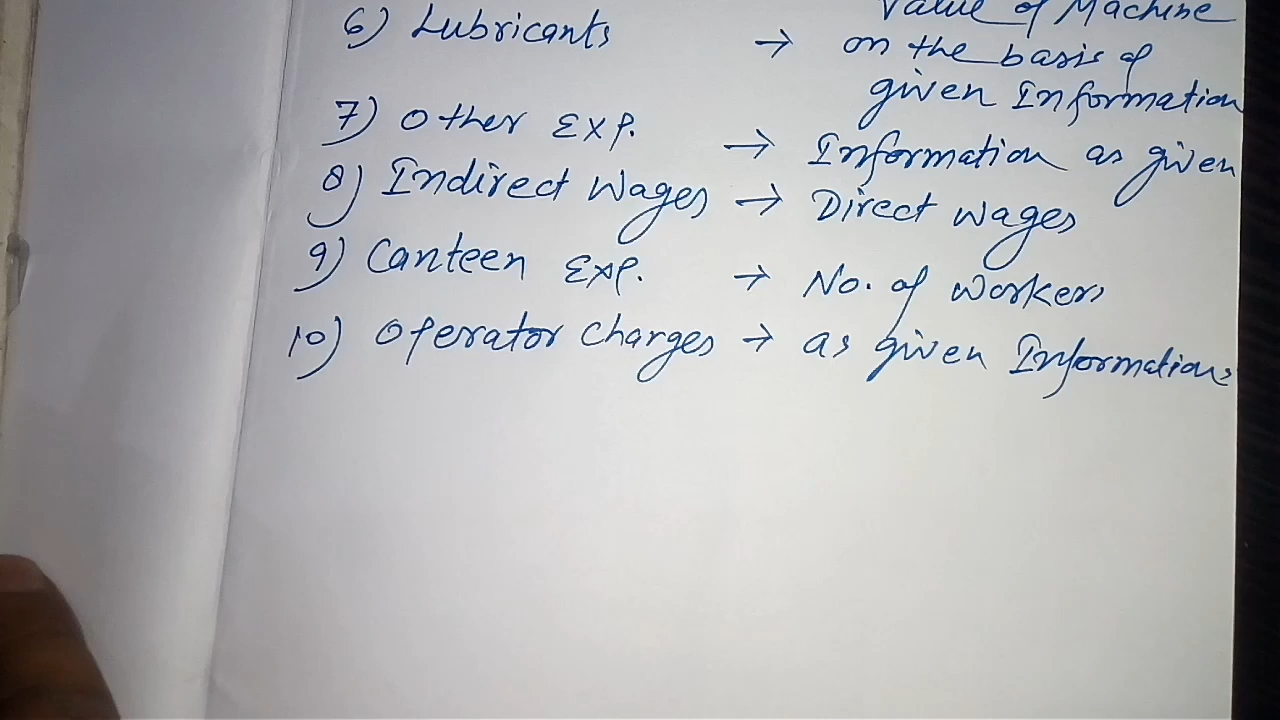 Value of Machine
6) Lubricants → on the basis of
given Information
7) Other Exp. → Information as given
8) Indirect Wages → Direct wages
9) Canteen Exp. → No. of workers
10) Operator Charges → as given Informations